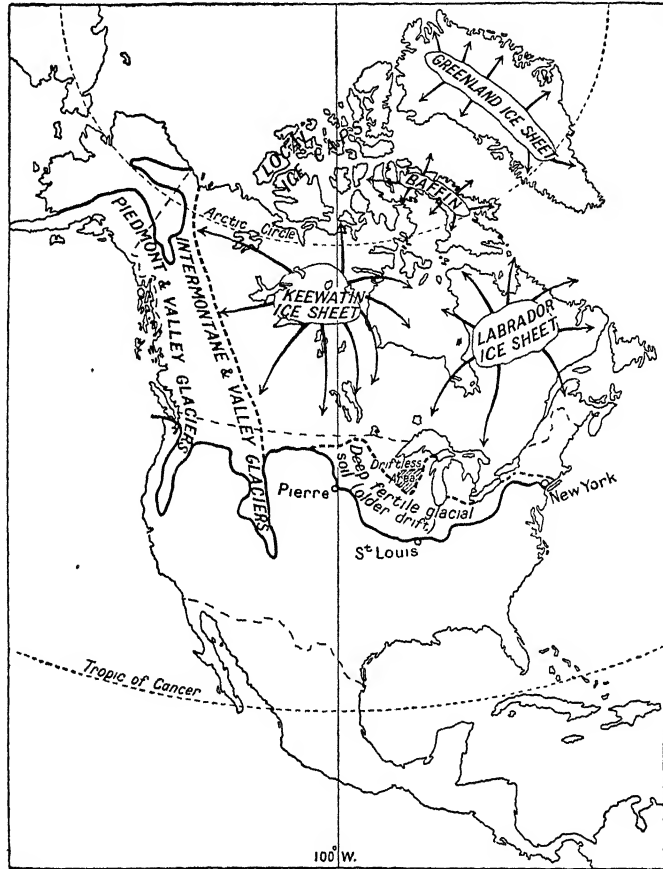 GREENLAND ICE SHEET
LOCAL
ICE
BAFFIN
Arctic Circle
PIEDMONT & VALLEY GLACIERS
INTERMONTANE & VALLEY GLACIERS
KEEWATIN
ICE SHEET
LABRADOR
ICE SHEET
Driftless
Area
Deep fertile glacial
soil (older drift)
Pierre
New York
St Louis
Tropic of Cancer
100° W.